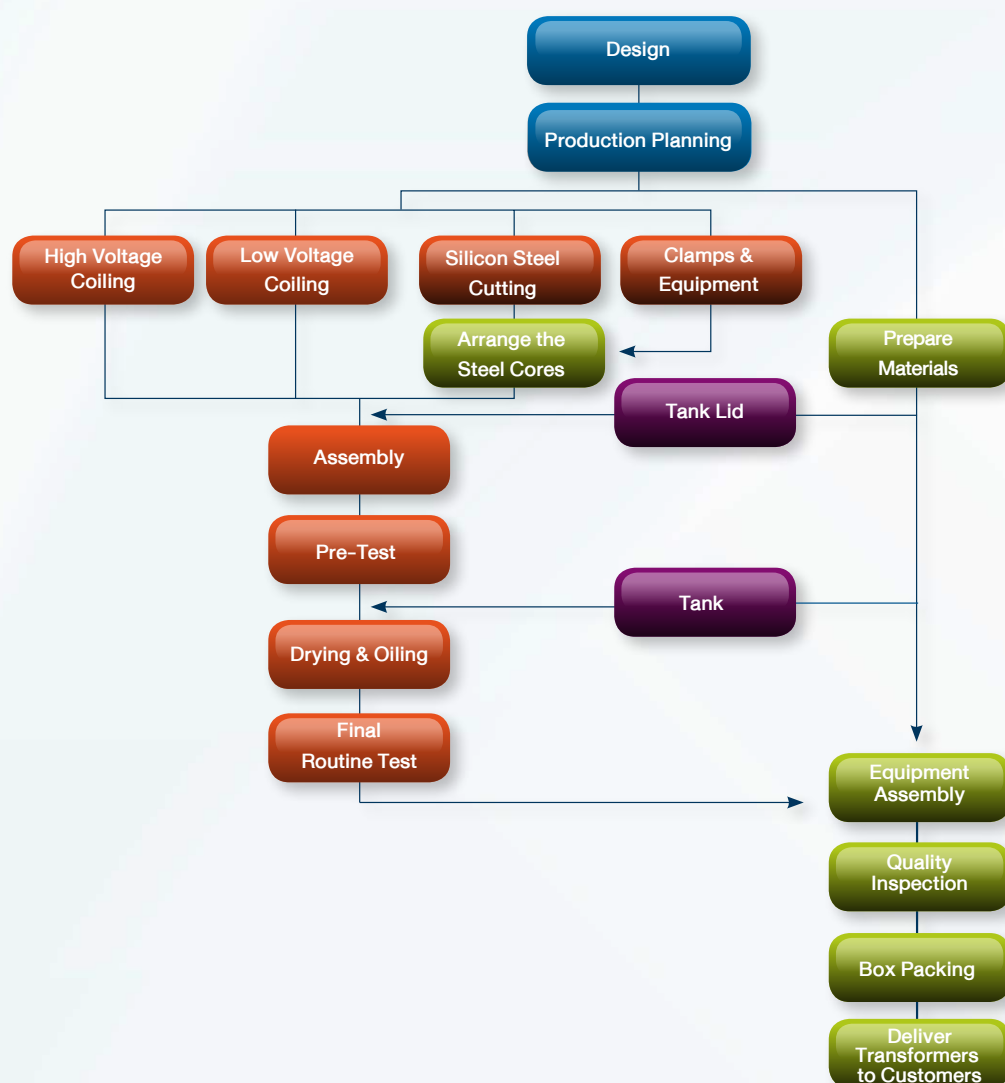 Design
Production Planning
High Voltage
Coiling
Low Voltage
Coiling
Silicon Steel
Cutting
Clamps &
Equipment
Arrange the
Steel Cores
Prepare
Materials
Tank Lid
Assembly
Pre-Test
Tank
Drying & Oiling
Final
Routine Test
Equipment
Assembly
Quality
Inspection
Box Packing
Deliver
Transformers
to Customers